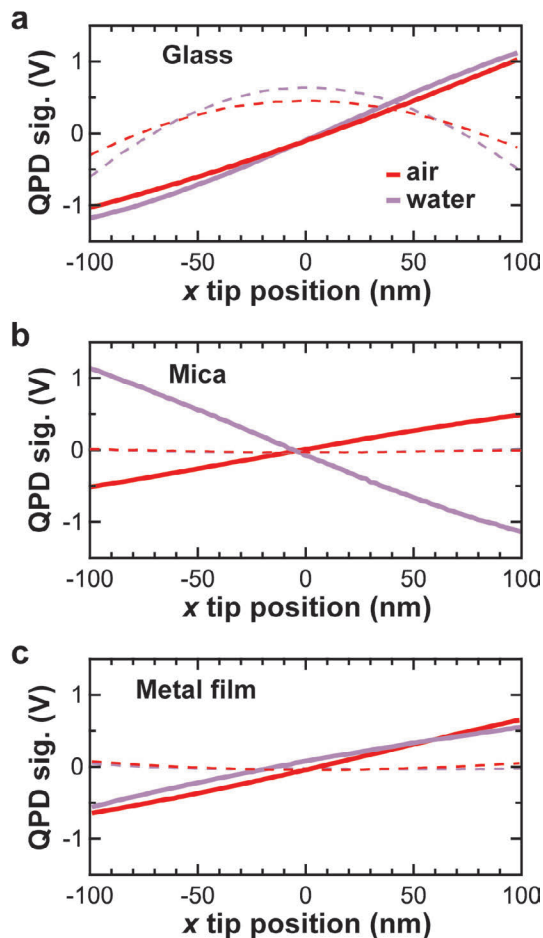 a
Glass
QPD sig. (V)
1
0
-1
air
water
-100 -50 0 50 100
x tip position (nm)
b
Mica
QPD sig. (V)
1
0
-1
-100 -50 0 50 100
x tip position (nm)
c
Metal film
QPD sig. (V)
1
0
-1
-100 -50 0 50 100
x tip position (nm)